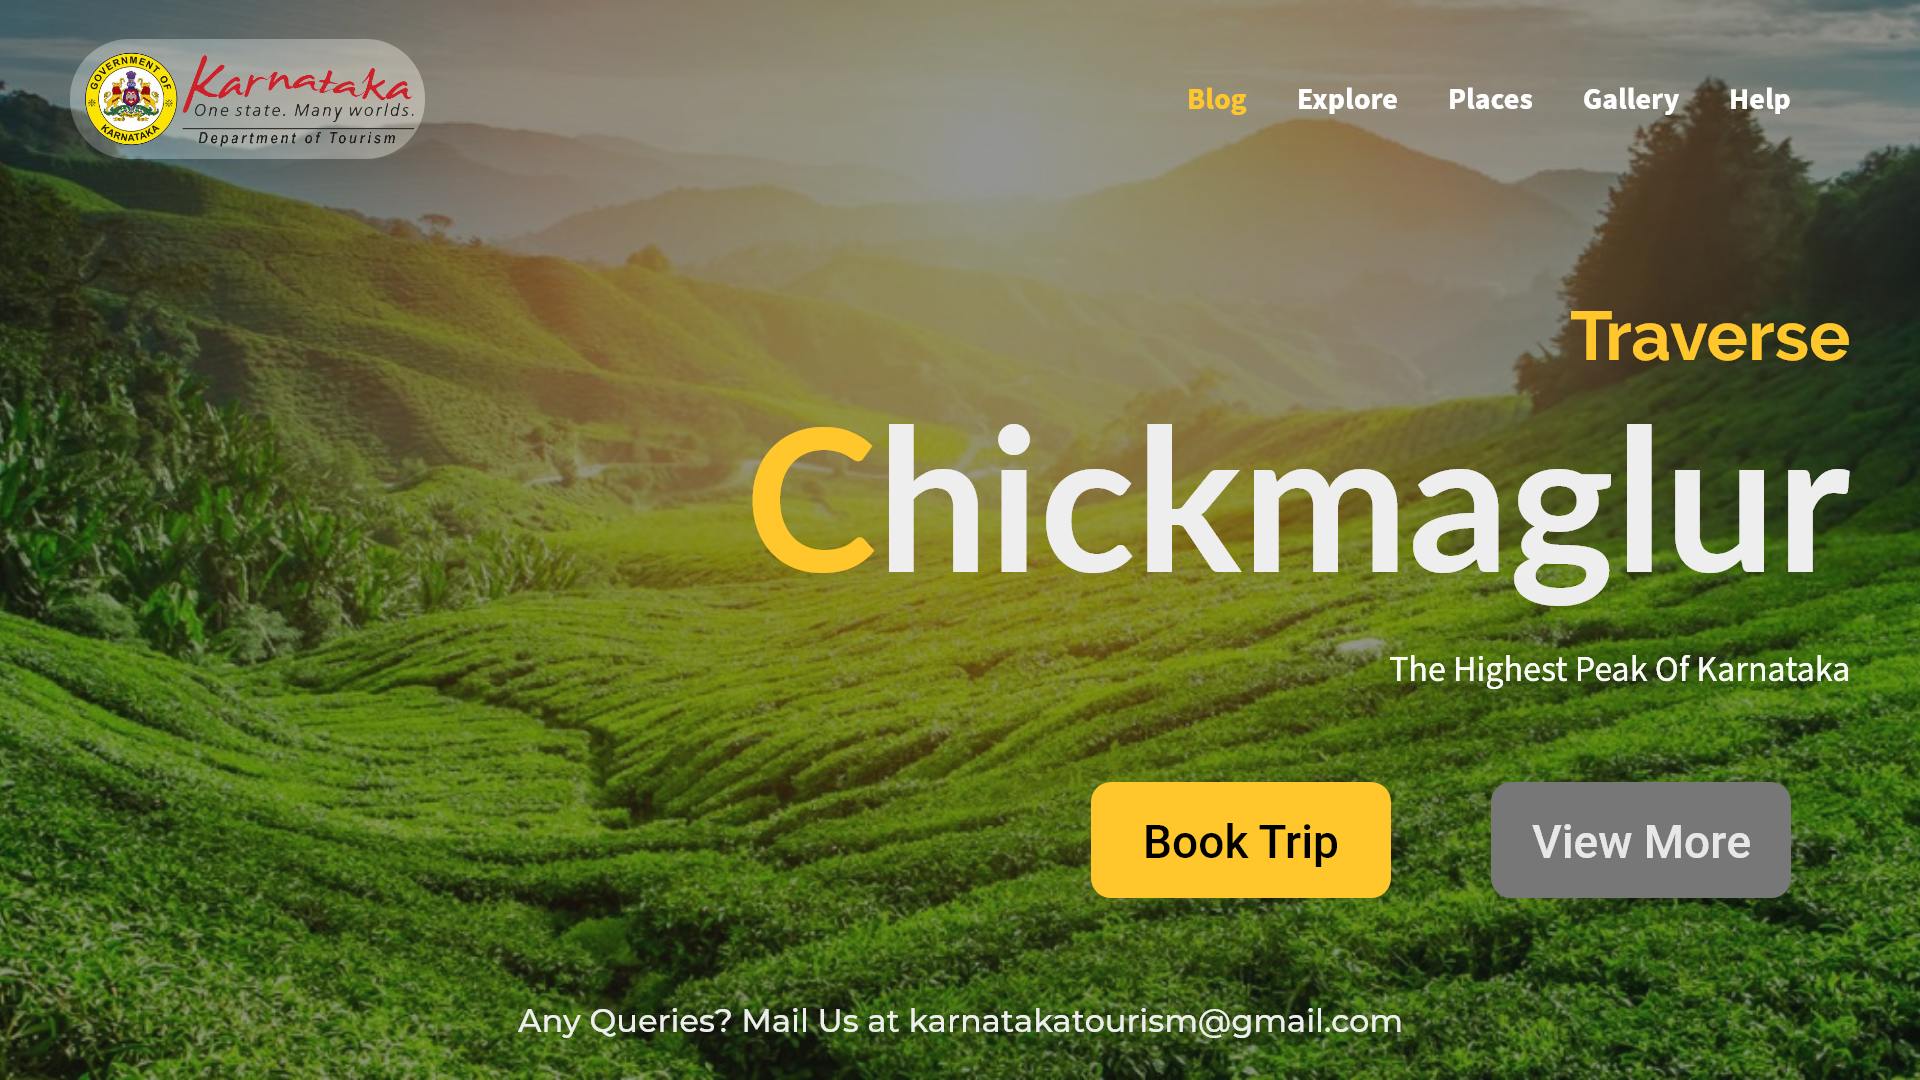 GOVERNMENT OF
KARNATAKA
Karnataka
One state. Many worlds.
Department of Tourism
Blog Explore Places Gallery Help
Traverse
Chickmaglur
The Highest Peak Of Karnataka
Book Trip View More
Any Queries? Mail Us at karnatakatourism@gmail.com